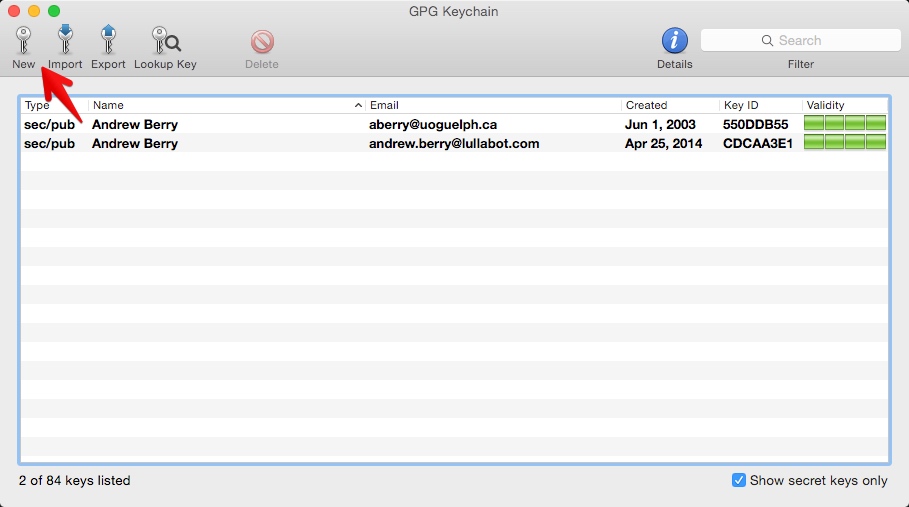 GPG Keychain
New Import Export Lookup Key Delete Details Search Filter
Type Name Email Created Key ID Validity
sec/pub Andrew Berry aberry@uoguelph.ca Jun 1, 2003 550DDB55
sec/pub Andrew Berry andrew.berry@lullabot.com Apr 25, 2014 CDCAA3E1
2 of 84 keys listed Show secret keys only